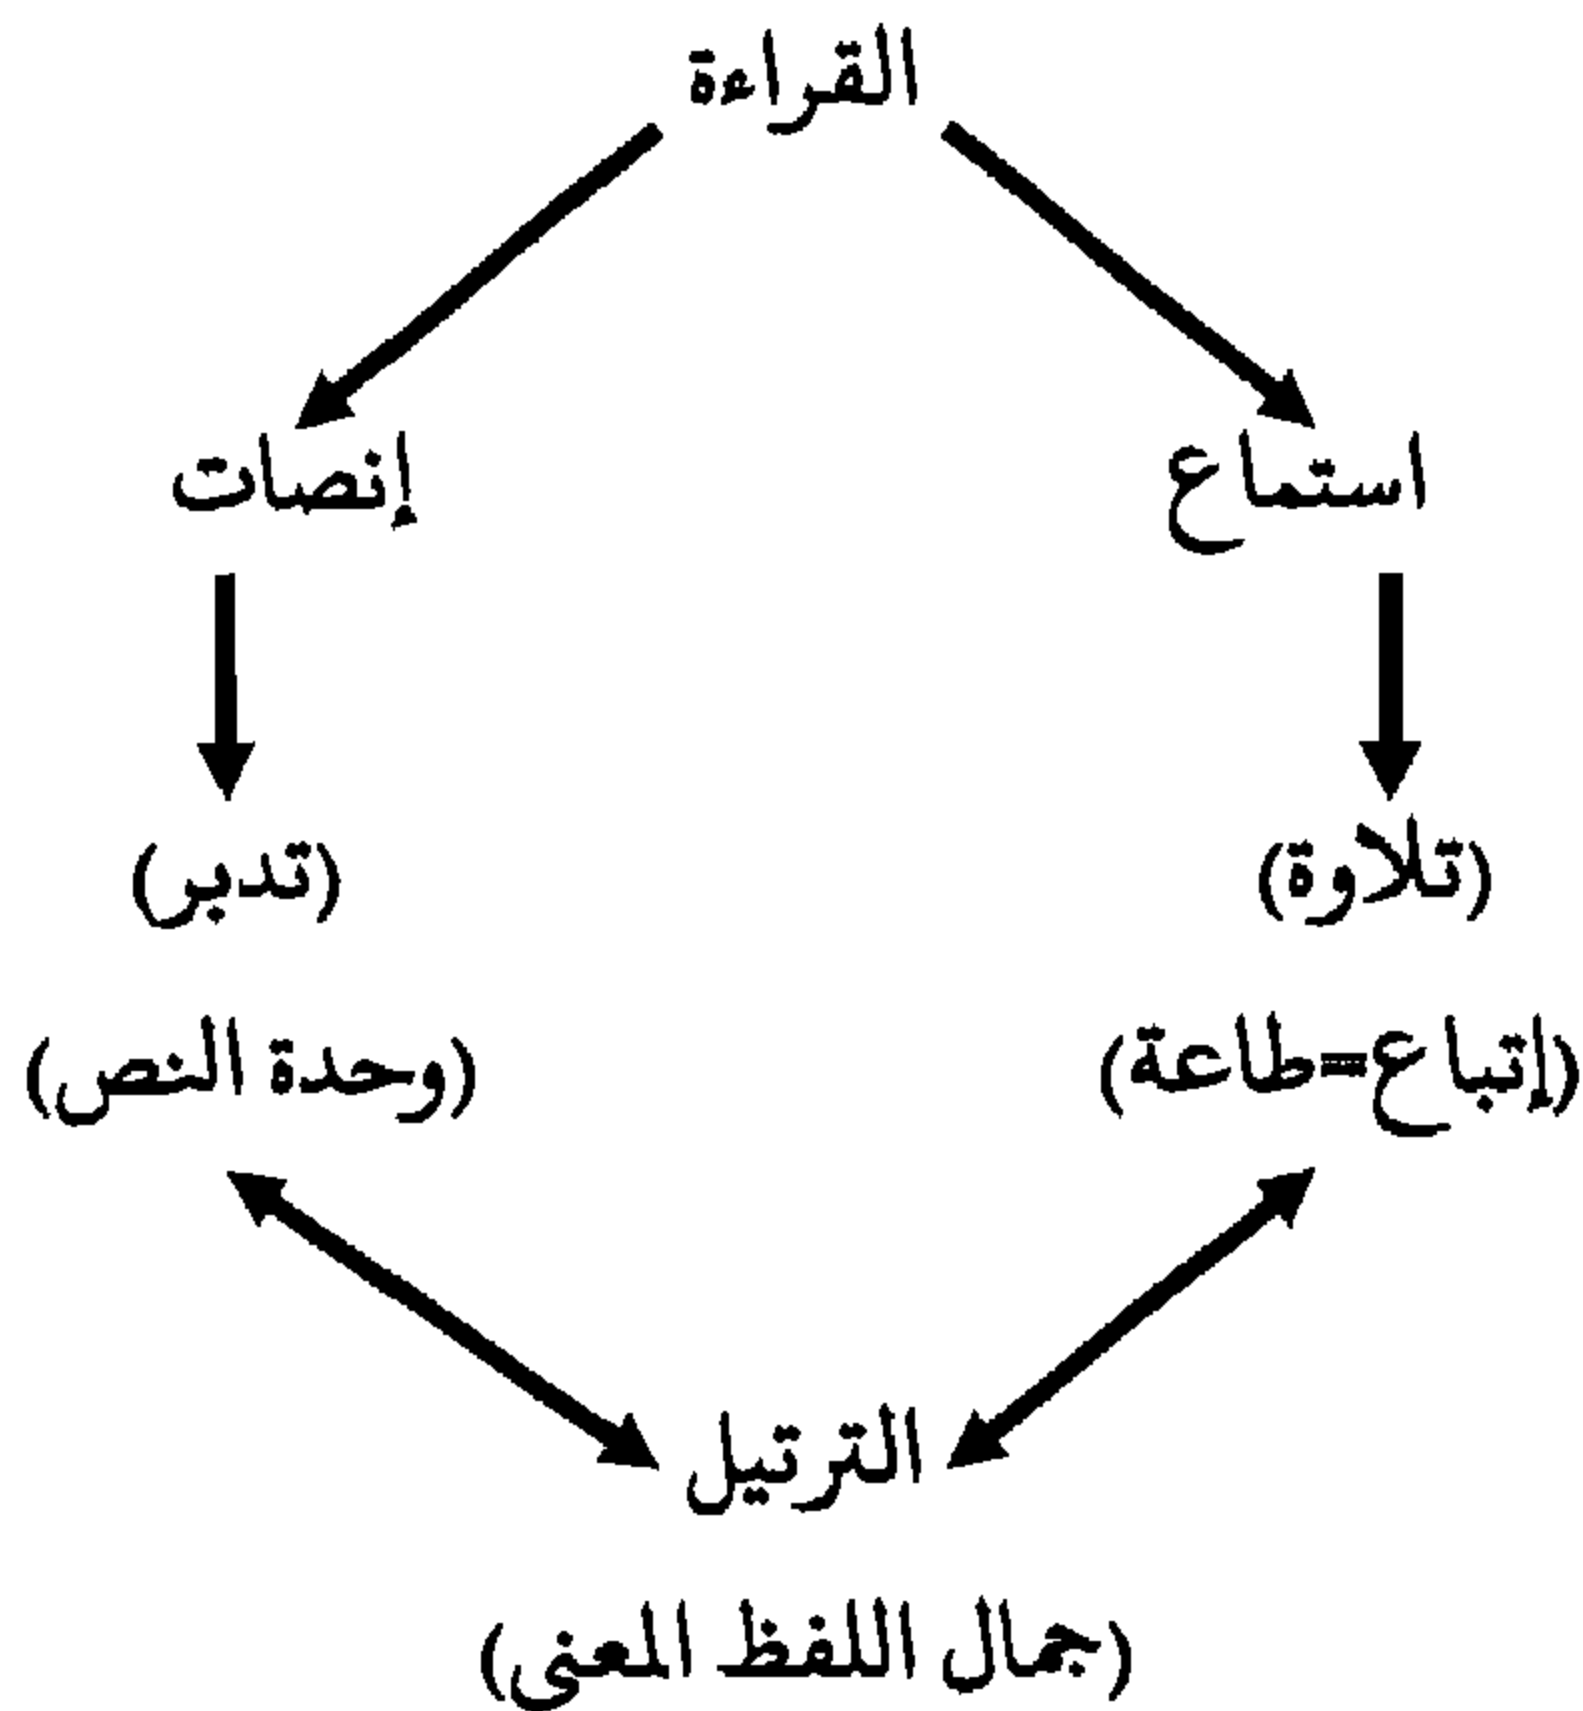 القراءة
استماع
إنصات
(تلاوة)
(تدبر)
(إتباع=طاعة)
(وحدة النص)
الترتيل
(جمال اللفظ المعنى)